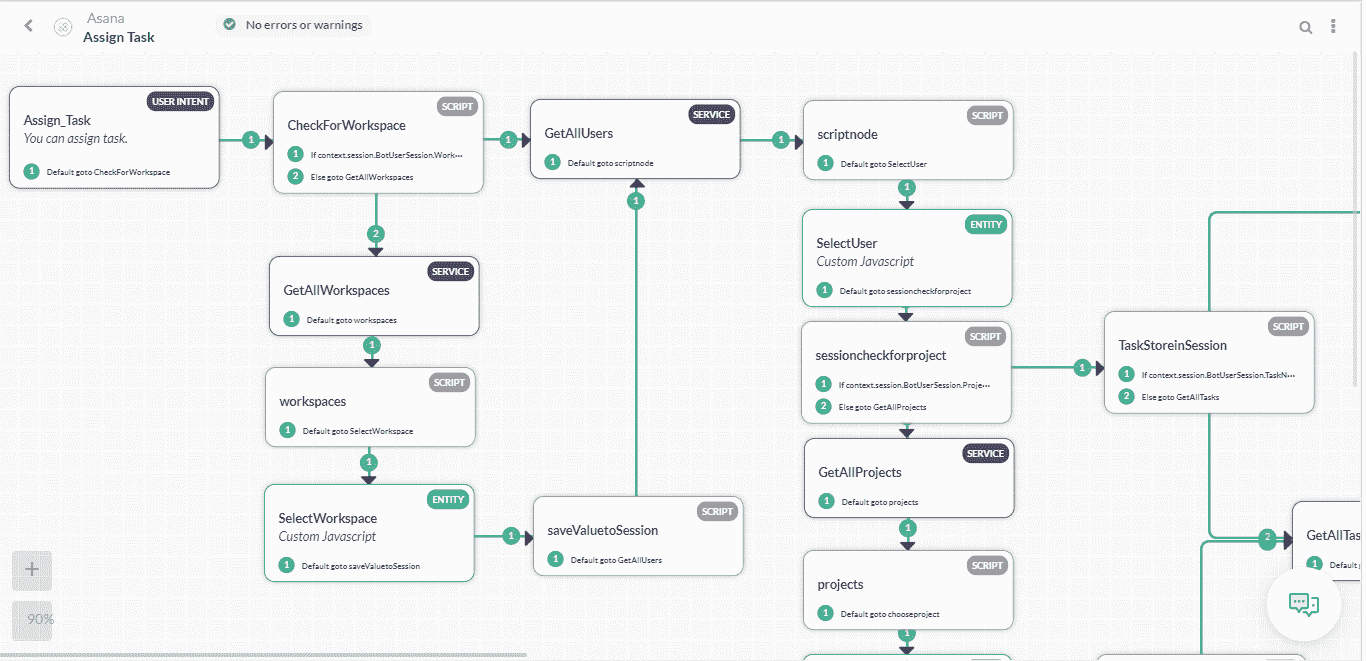 Asana
Assign Task
No errors or warnings
USER INTENT
Assign_Task
You can assign task.
1 Default goto CheckForWorkspace
1
SCRIPT
CheckForWorkspace
1 If context.session.BotUserSession.Work...
2 Else goto GetAllWorkspaces
1
2
SERVICE
GetAllUsers
1 Default goto scriptnode
1
1
SCRIPT
scriptnode
1 Default goto SelectUser
1
SERVICE
GetAllWorkspaces
1 Default goto workspaces
1
SCRIPT
workspaces
1 Default goto SelectWorkspace
1
ENTITY
SelectWorkspace
Custom Javascript
1 Default goto saveValuetoSession
1
SCRIPT
saveValuetoSession
1 Default goto GetAllUsers
ENTITY
SelectUser
Custom Javascript
1 Default goto sessioncheckforproject
SCRIPT
sessioncheckforproject
1 If context.session.BotUserSession.Proje...
2 Else goto GetAllProjects
1
SERVICE
GetAllProjects
1 Default goto projects
1
SCRIPT
projects
1 Default goto chooseproject
1
SCRIPT
TaskStoreinSession
1 If context.session.BotUserSession.TaskN...
2 Else goto GetAllTasks
2
GetAllTas
1 Default g
90%